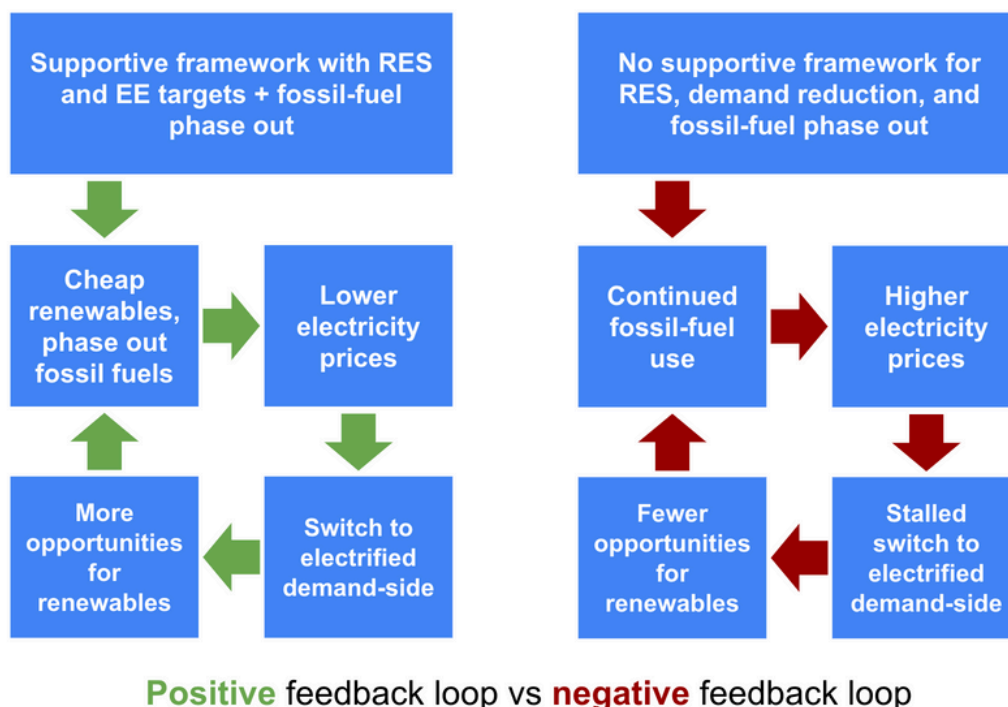 Supportive framework with RES
and EE targets + fossil-fuel
phase out
No supportive framework for
RES, demand reduction, and
fossil-fuel phase out
Cheap
renewables,
phase out
fossil fuels
Lower
electricity
prices
Continued
fossil-fuel
use
Higher
electricity
prices
More
opportunities
for
renewables
Switch to
electrified
demand-side
Fewer
opportunities
for
renewables
Stalled
switch to
electrified
demand-side
Positive feedback loop vs negative feedback loop